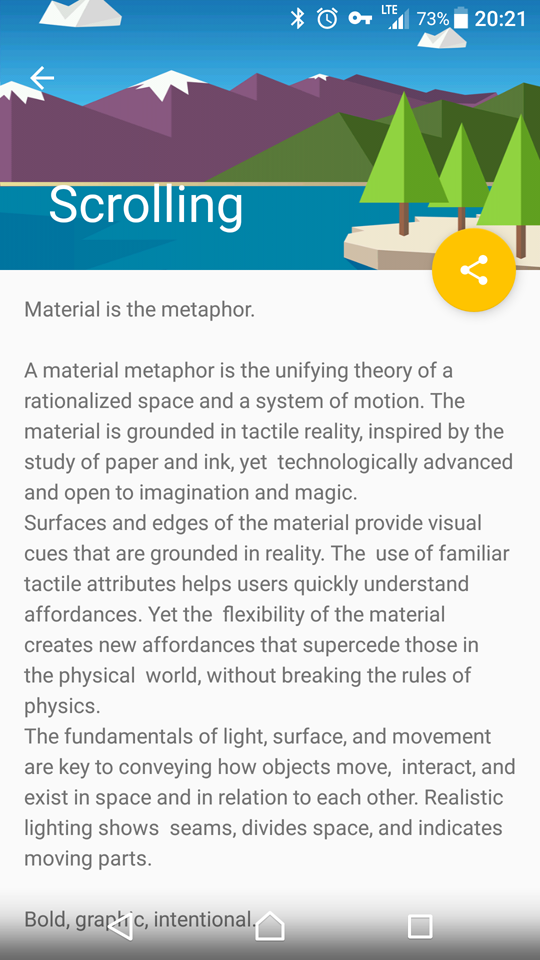 LTE 73% 20:21
Scrolling
Material is the metaphor.
A material metaphor is the unifying theory of a
rationalized space and a system of motion. The
material is grounded in tactile reality, inspired by the
study of paper and ink, yet  technologically advanced
and open to imagination and magic.
Surfaces and edges of the material provide visual
cues that are grounded in reality. The  use of familiar
tactile attributes helps users quickly understand
affordances. Yet the  flexibility of the material
creates new affordances that supercede those in
the physical  world, without breaking the rules of
physics.
The fundamentals of light, surface, and movement
are key to conveying how objects move,  interact, and
exist in space and in relation to each other. Realistic
lighting shows  seams, divides space, and indicates
moving parts.
Bold, graphic, intentional.